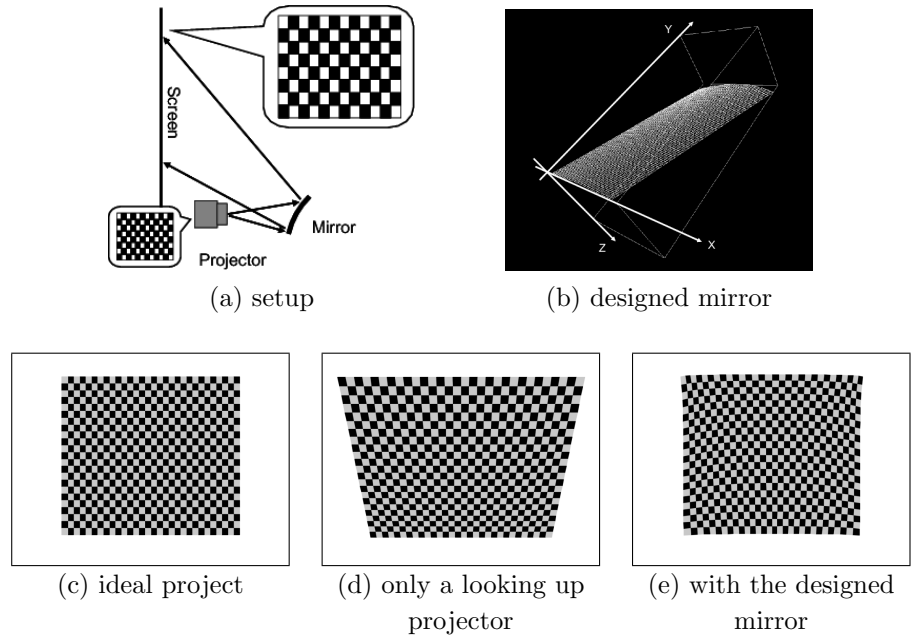 Screen
Mirror
Projector
(a) setup
Y
Z
X
(b) designed mirror
(c) ideal project
(d) only a looking up
projector
(e) with the designed
mirror